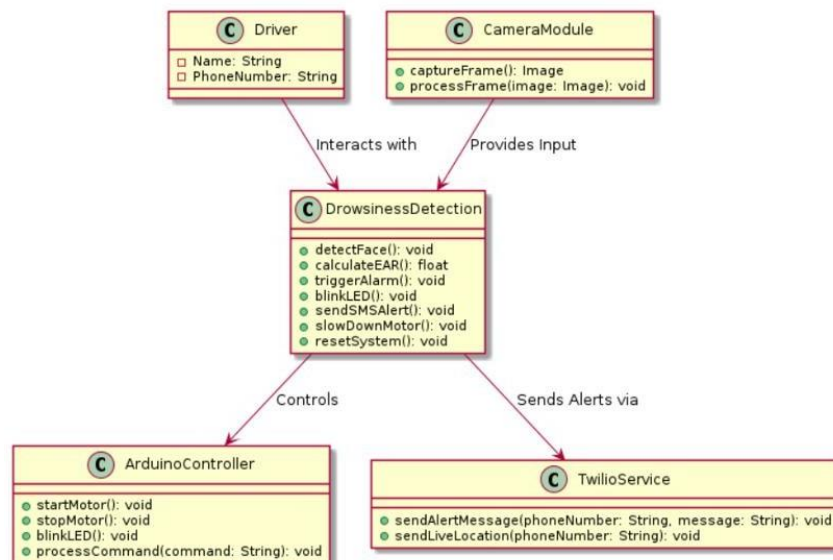 C Driver
Name: String
PhoneNumber: String
C CameraModule
captureFrame(): Image
processFrame(image: Image): void
Interacts with
Provides Input
C DrowsinessDetection
detectFace(): void
calculateEAR(): float
triggerAlarm(): void
blinkLED(): void
sendSMSAlert(): void
slowDownMotor(): void
resetSystem(): void
Controls
Sends Alerts via
C ArduinoController
startMotor(): void
stopMotor(): void
blinkLED(): void
processCommand(command: String): void
C TwilioService
sendAlertMessage(phoneNumber: String, message: String): void
sendLiveLocation(phoneNumber: String): void